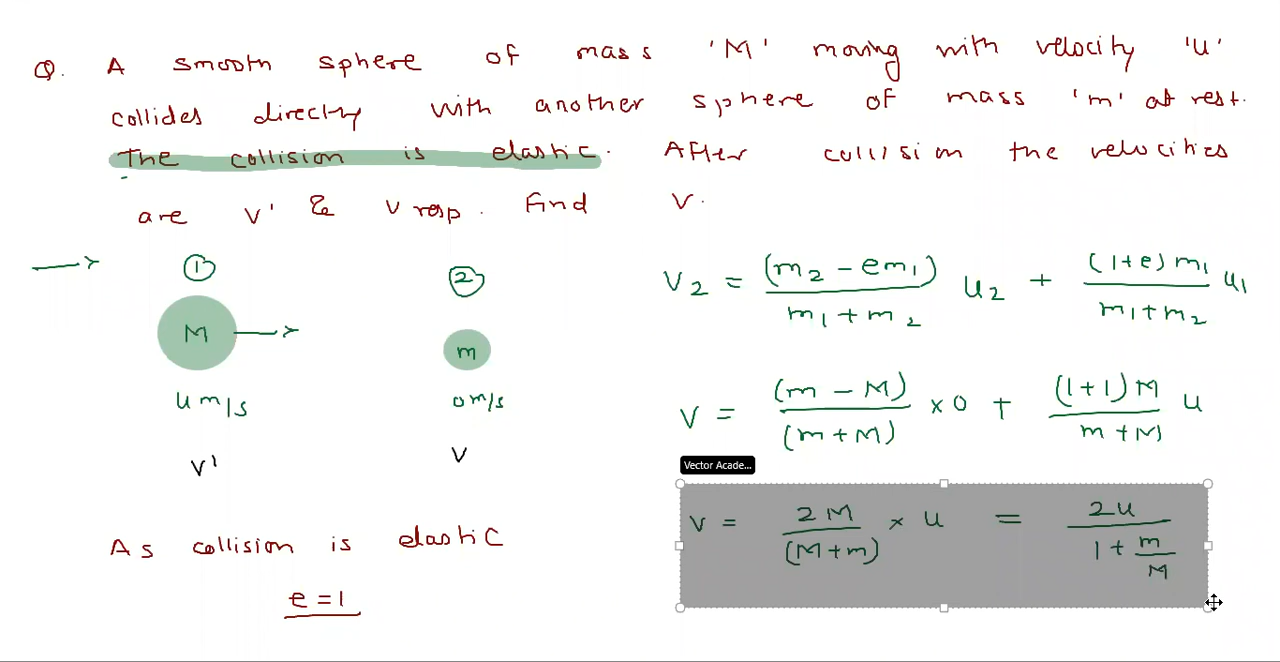 Q. A smooth sphere of mass 'M' moving with velocity 'u'
collides directly with another sphere of mass 'm' at rest.
The collision is elastic. After collision the velocities
are v' & v resp. Find v.
① ②
M m
u m/s 0 m/s
v' v
As collision is elastic
e = 1
v₂ = (m₂ - em₁)/(m₁ + m₂) u₂ + (1+e) m₁/(m₁ + m₂) u₁
v = (m - M)/(m + M) × 0 + (1+1) M/(m + M) u
Vector Acade...
v = 2M/(M+m) × u = 2u/(1 + m/M)